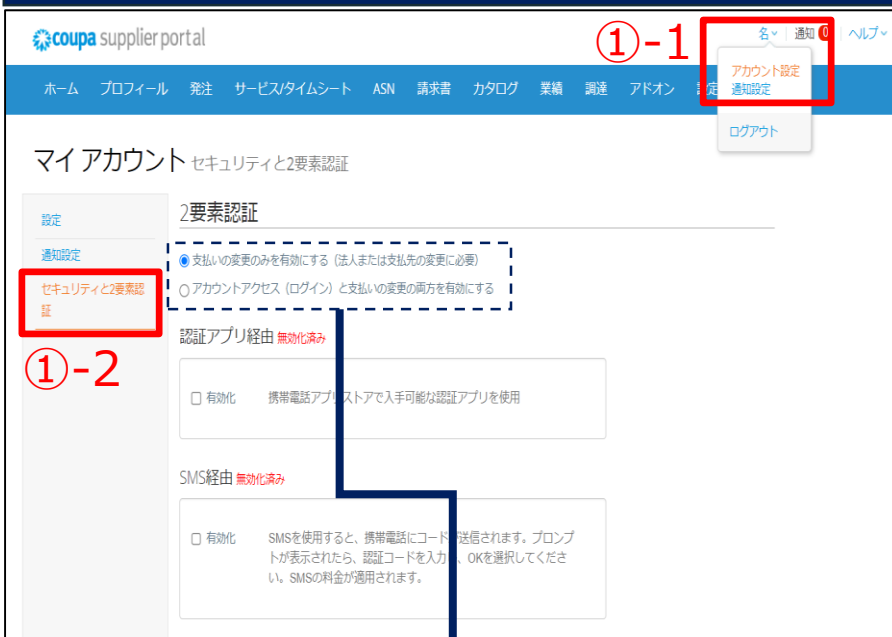 coupa supplier portal
①-1
名 通知 0 ヘルプ
アカウント設定
通知設定
ログアウト
ホーム プロフィール 発注 サービス/タイムシート ASN 請求書 カタログ 業績 調達 アドオン
マイ アカウント セキュリティと2要素認証
設定
通知設定
セキュリティと2要素認
証
①-2
2要素認証
支払いの変更のみを有効にする（法人または支払先の変更に必要）
アカウントアクセス（ログイン）と支払いの変更の両方を有効にする
認証アプリ経由 無効化済み
有効化 携帯電話アプリストアで入手可能な認証アプリを使用
SMS経由 無効化済み
有効化 SMSを使用すると、携帯電話にコードが送信されます。プロンプ
トが表示されたら、認証コードを入力し、OKを選択してくださ
い。SMSの料金が適用されます。